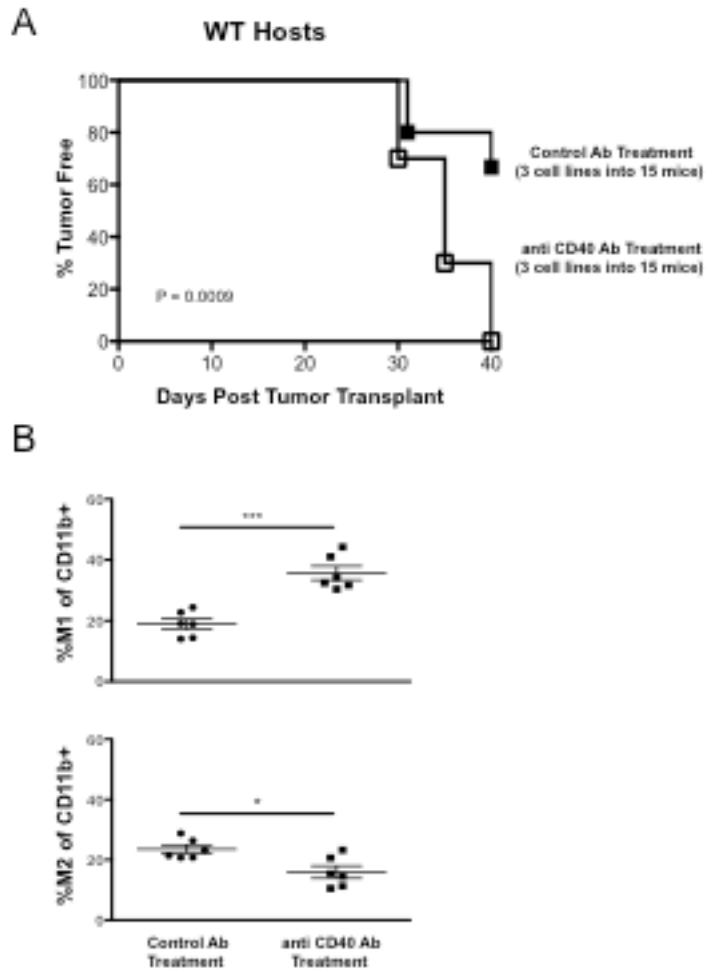 A
WT Hosts
100
80
60
40
20
0
% Tumor Free
P = 0.0009
0 10 20 30 40
Days Post Tumor Transplant
Control Ab Treatment
(3 cell lines into 15 mice)
anti CD40 Ab Treatment
(3 cell lines into 15 mice)
B
60
40
20
0
%M1 of CD11b+
***
60
40
20
0
%M2 of CD11b+
*
Control Ab
Treatment
anti CD40 Ab
Treatment